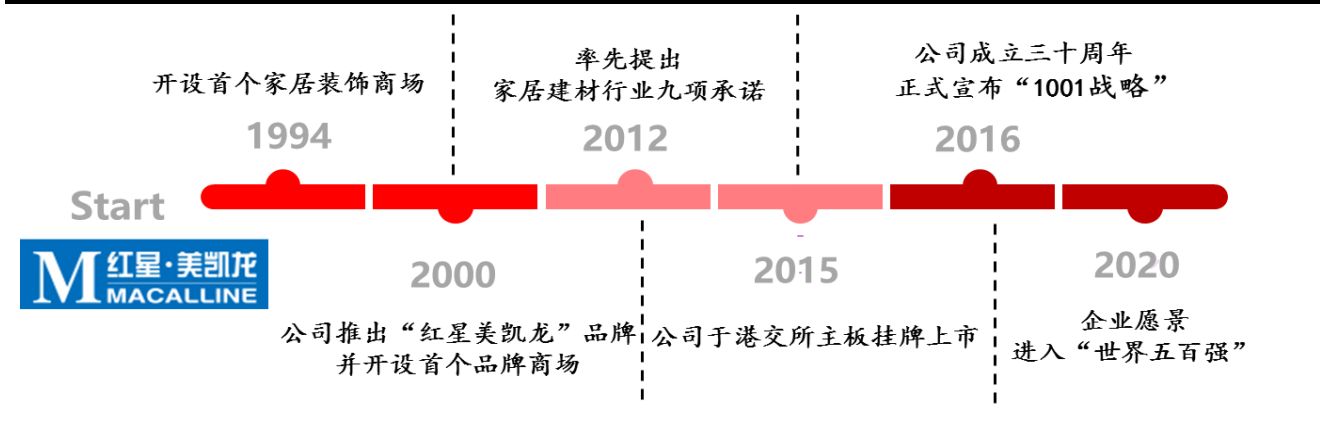 率先提出
公司成立三十周年
开设首个家居装饰商场
家居建材行业九项承诺
正式宣布“1001战略”
1994
2012
2016
Start
M 红星·美凯龙
MACALLINE
2000
2015
2020
公司推出“红星美凯龙”品牌
并开设首个品牌商场
公司于港交所主板挂牌上市
企业愿景
进入“世界五百强”